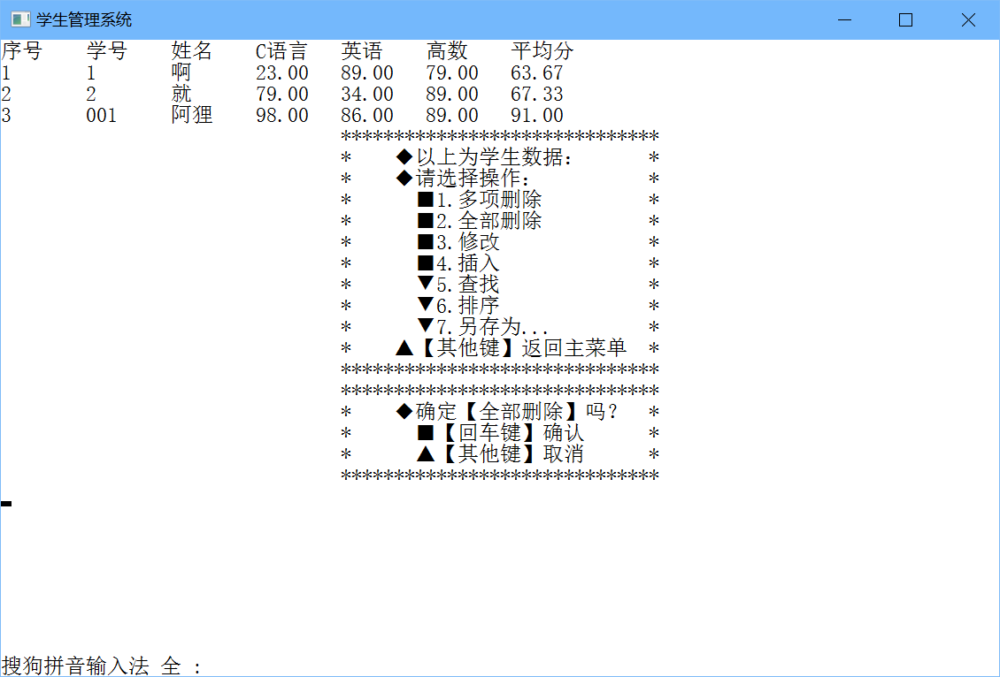 学生管理系统
序号 学号 姓名 C语言 英语 高数 平均分
1 1 啊 23.00 89.00 79.00 63.67
2 2 就 79.00 34.00 89.00 67.33
3 001 阿狸 98.00 86.00 89.00 91.00
******************************
* ◆以上为学生数据: *
* ◆请选择操作: *
* ■1.多项删除 *
* ■2.全部删除 *
* ■3.修改 *
* ■4.插入 *
* ▼5.查找 *
* ▼6.排序 *
* ▼7.另存为... *
* ▲【其他键】返回主菜单 *
******************************
******************************
* ◆确定【全部删除】吗? *
* ■【回车键】确认 *
* ▲【其他键】取消 *
******************************
搜狗拼音输入法 全 :